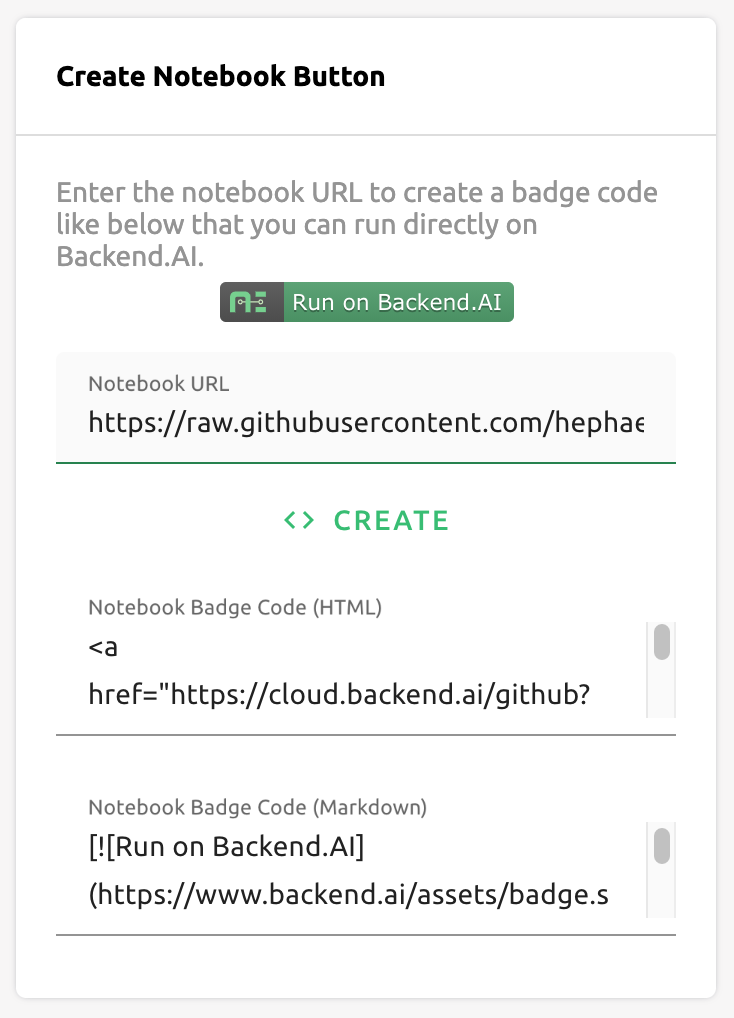 Create Notebook Button
Enter the notebook URL to create a badge code
like below that you can run directly on
Backend.AI.
Run on Backend.AI
Notebook URL
https://raw.githubusercontent.com/hephae
<> CREATE
Notebook Badge Code (HTML)
<a
href="https://cloud.backend.ai/github?
Notebook Badge Code (Markdown)
[![Run on Backend.AI]
(https://www.backend.ai/assets/badge.s